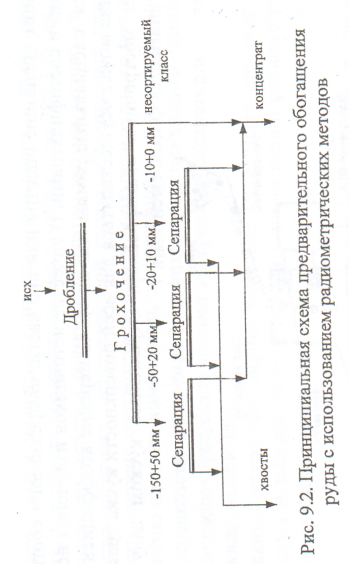 исх
Дробление
Грохочение
несортируемый
класс
-150+50 мм
-50+20 мм
-20+10 мм
-10+0 мм
Сепарация
Сепарация
Сепарация
хвосты
концентрат
Рис. 9.2. Принципиальная схема предварительного обогащения
руды с использованием радиометрических методов